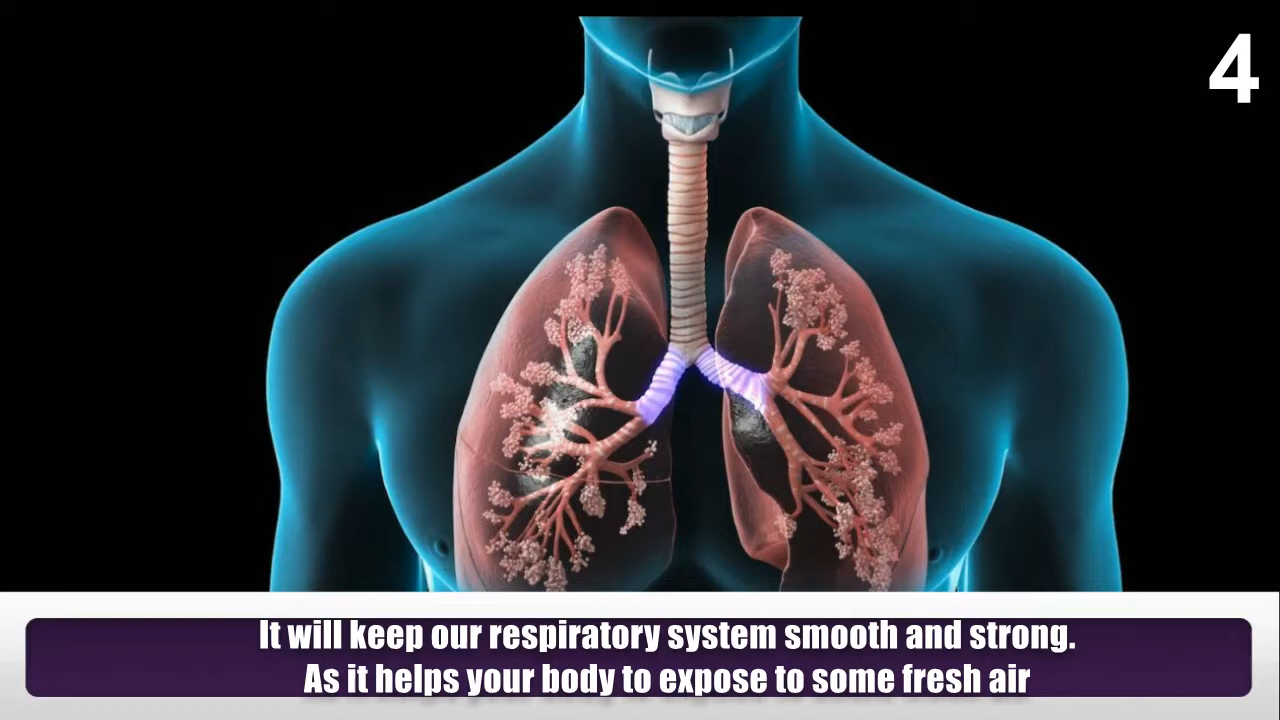 4
It will keep our respiratory system smooth and strong.
As it helps your body to expose to some fresh air